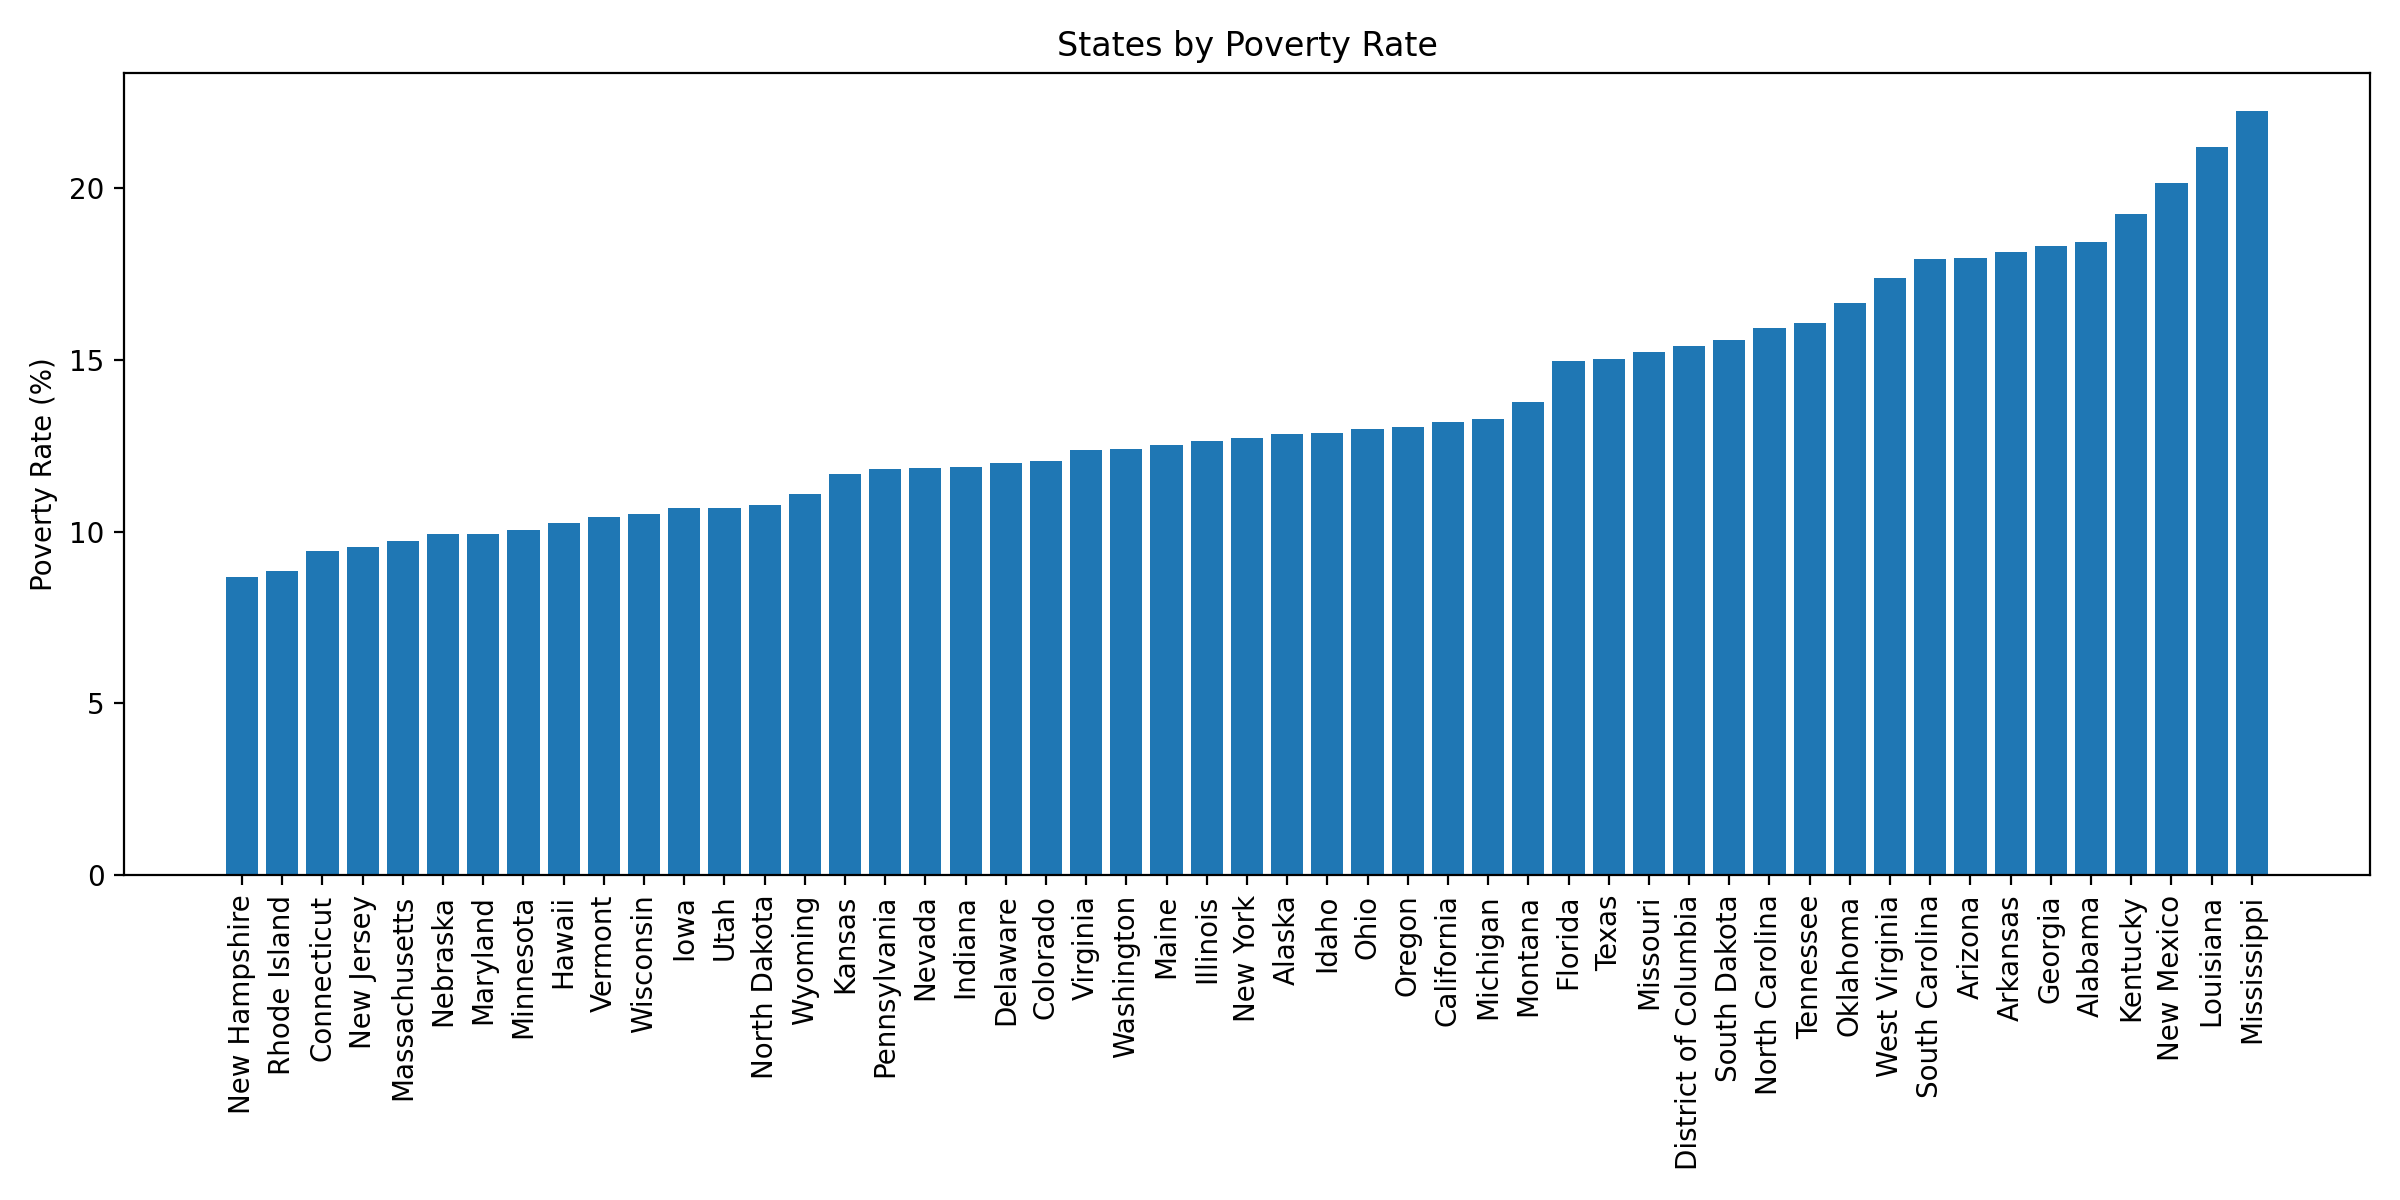 States by Poverty Rate
Poverty Rate (%)
20
15
10
5
0
New Hampshire
Rhode Island
Connecticut
New Jersey
Massachusetts
Nebraska
Maryland
Minnesota
Hawaii
Vermont
Wisconsin
Iowa
Utah
North Dakota
Wyoming
Kansas
Pennsylvania
Nevada
Indiana
Delaware
Colorado
Virginia
Washington
Maine
Illinois
New York
Alaska
Idaho
Ohio
Oregon
California
Michigan
Montana
Florida
Texas
Missouri
District of Columbia
South Dakota
North Carolina
Tennessee
Oklahoma
West Virginia
South Carolina
Arizona
Arkansas
Georgia
Alabama
Kentucky
New Mexico
Louisiana
Mississippi